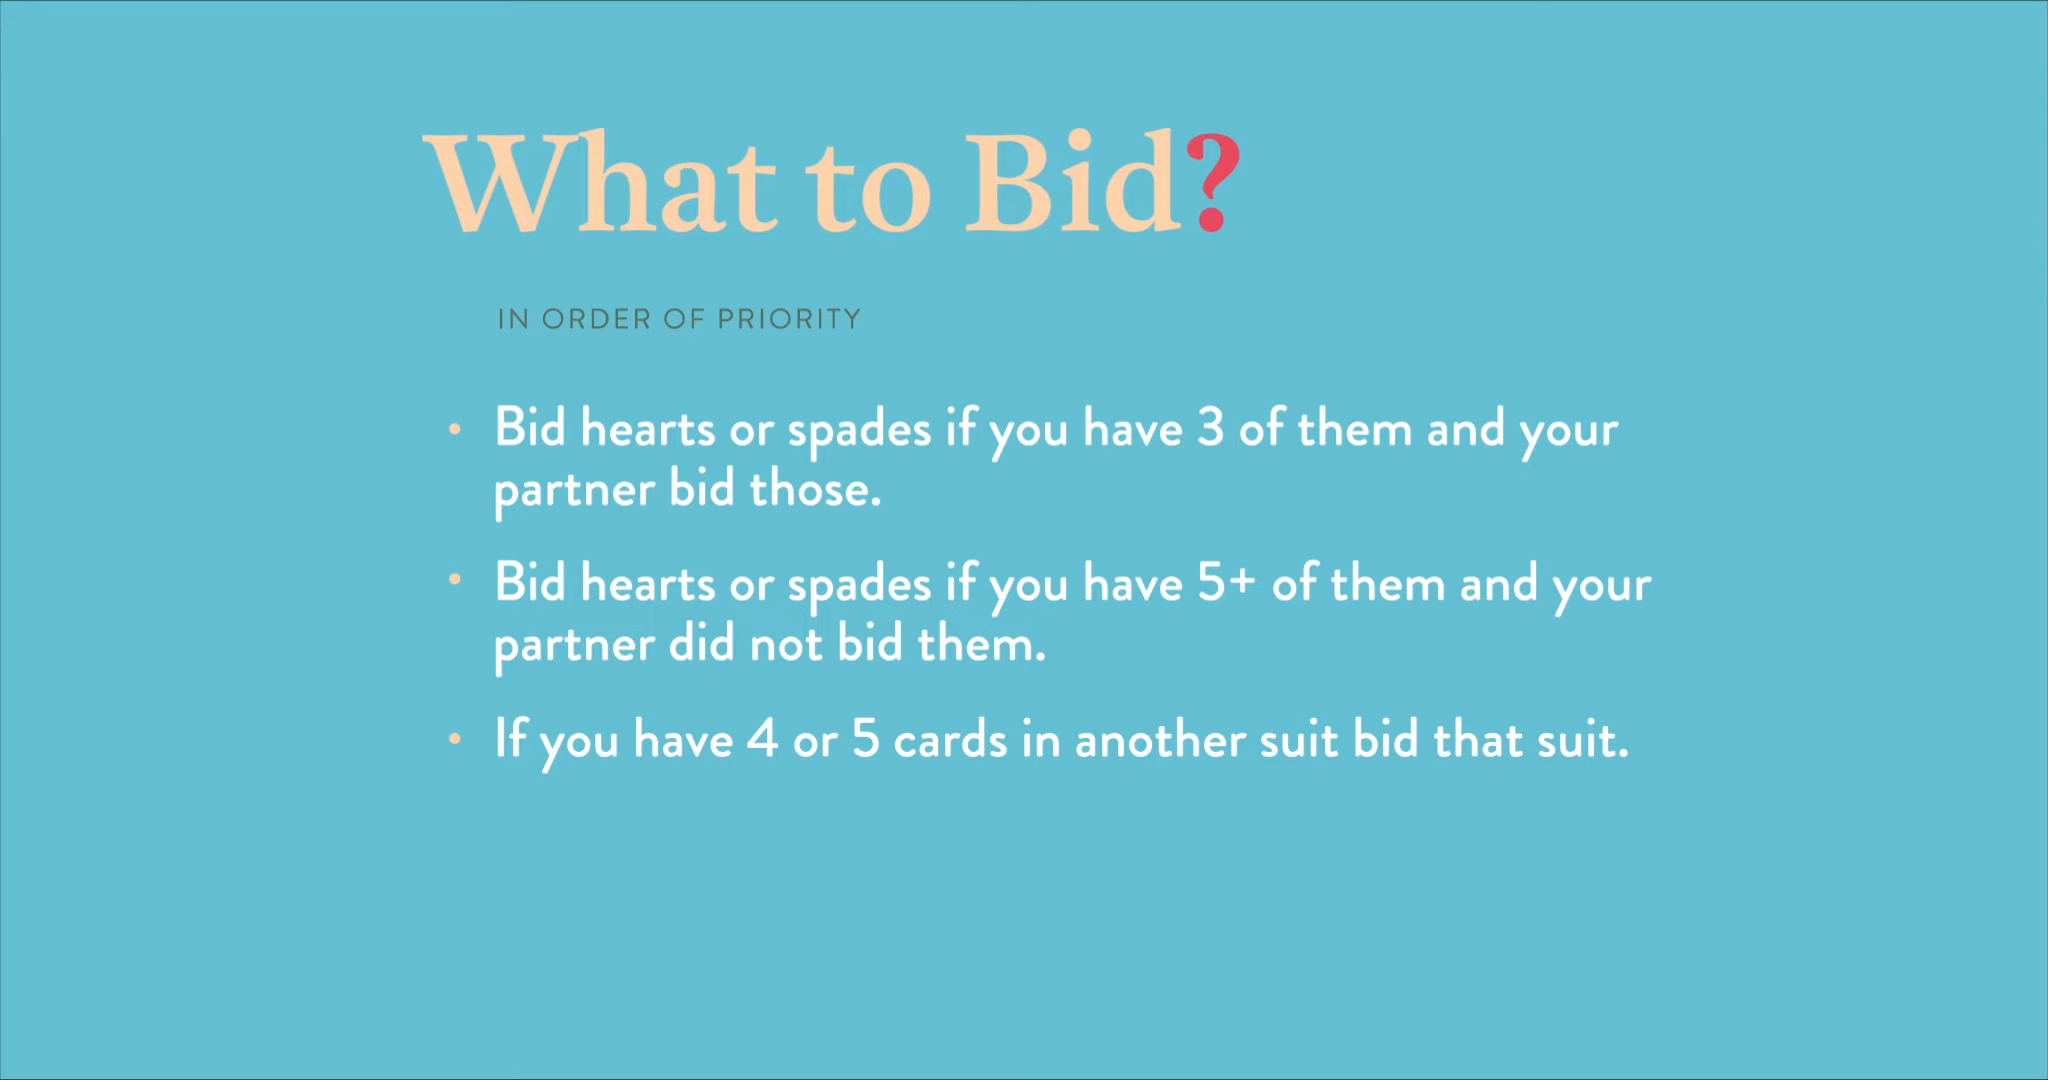 What to Bid?
IN ORDER OF PRIORITY
• Bid hearts or spades if you have 3 of them and your
partner bid those.
• Bid hearts or spades if you have 5+ of them and your
partner did not bid them.
• If you have 4 or 5 cards in another suit bid that suit.